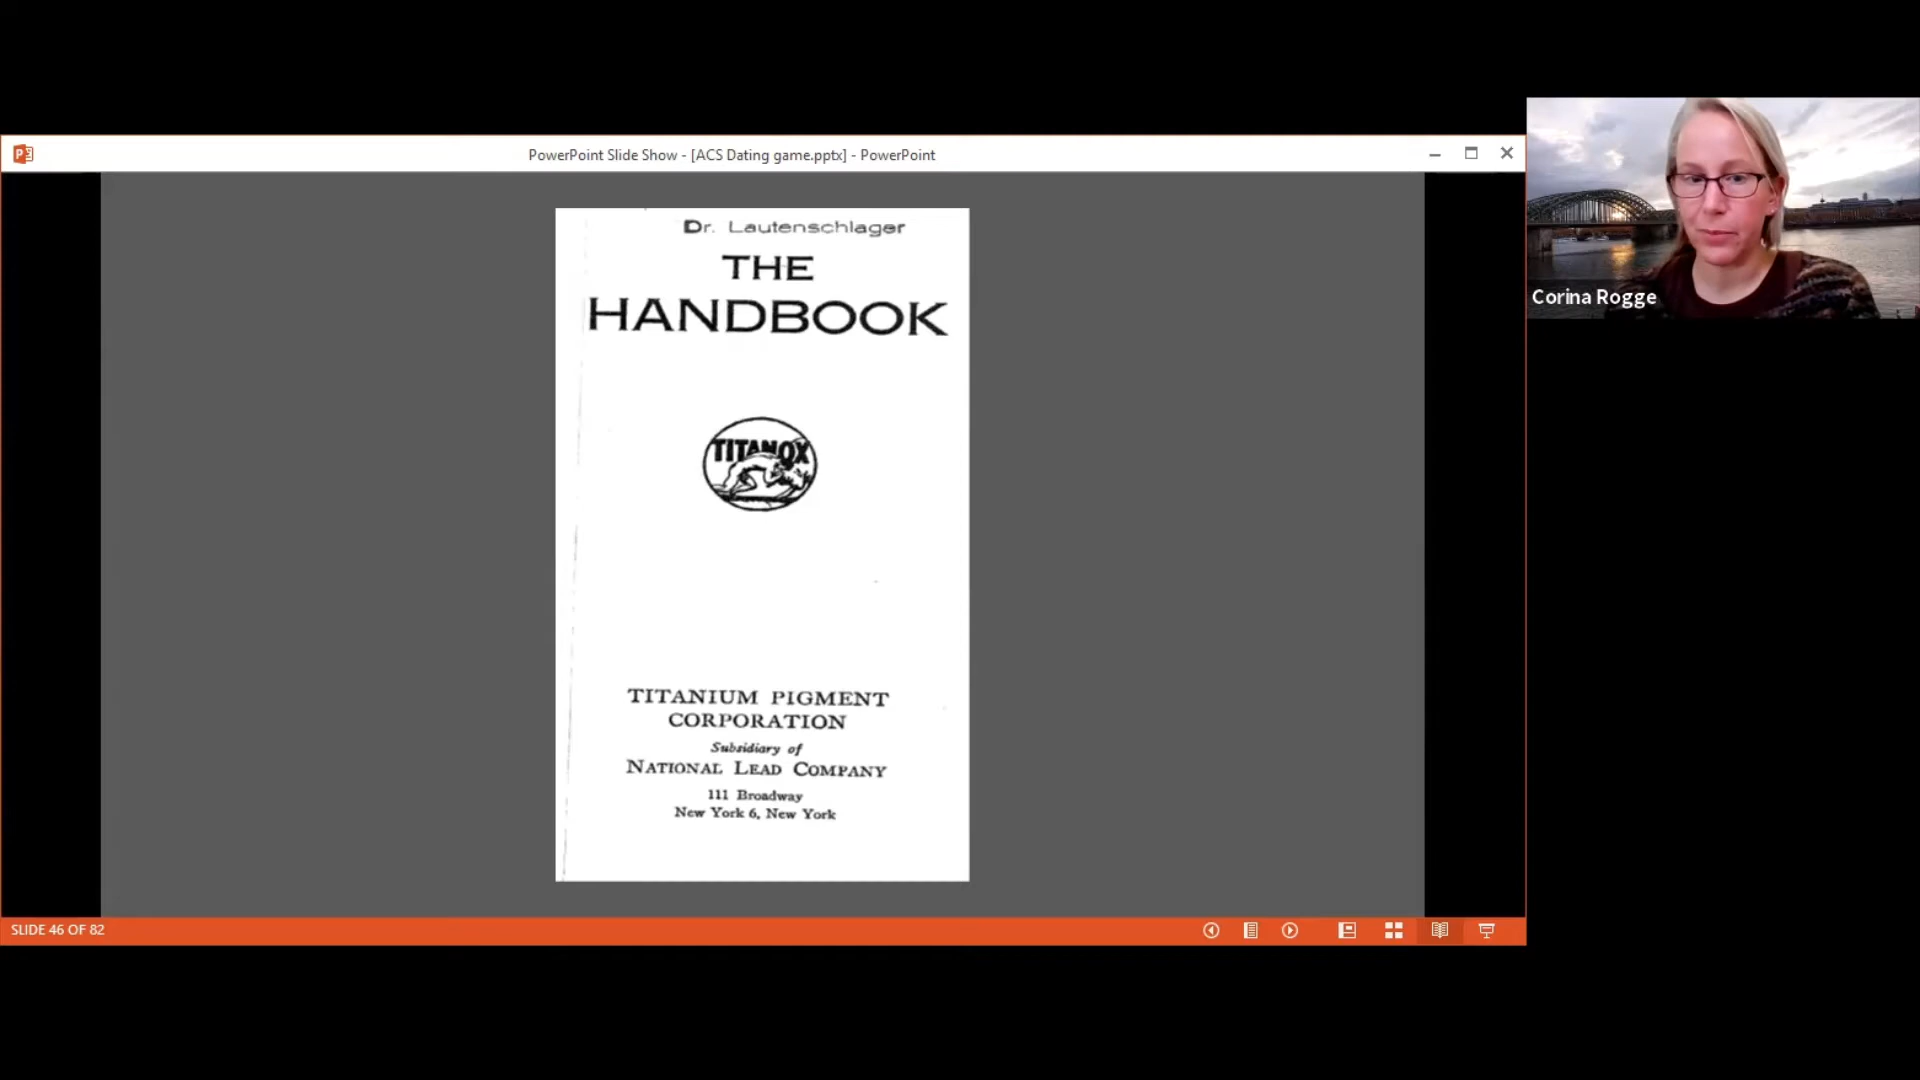 PowerPoint Slide Show - [ACS Dating game.pptx] - PowerPoint
Dr. Lautenschlager
THE
HANDBOOK
TITANOX
TITANIUM PIGMENT
CORPORATION
Subsidiary of
NATIONAL LEAD COMPANY
111 Broadway
New York 6, New York
Corina Rogge
SLIDE 46 OF 82